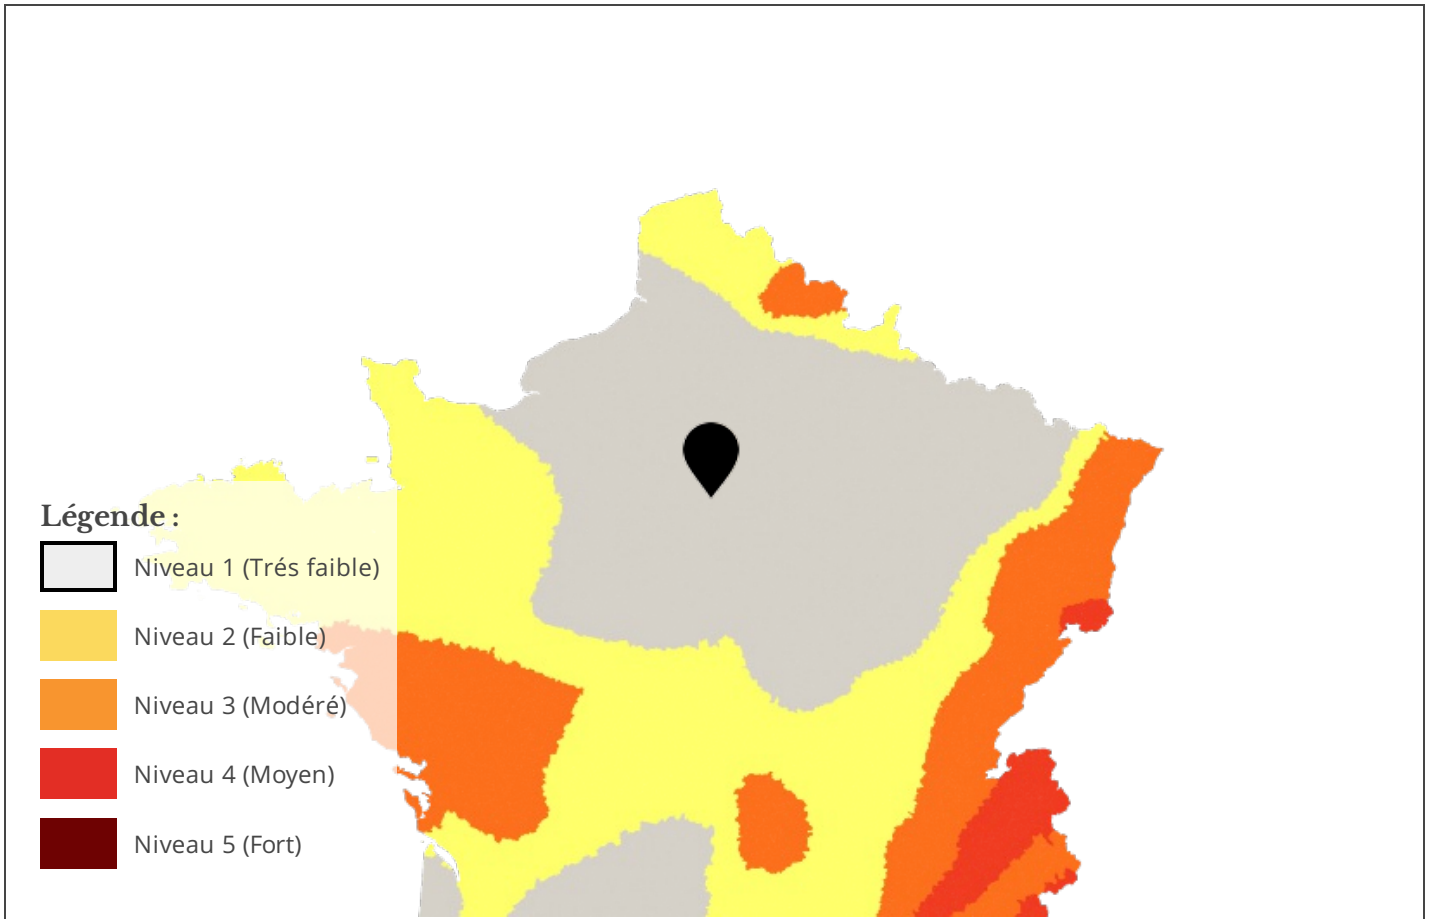 Légende :
Niveau 1 (Trés faible)
Niveau 2 (Faible)
Niveau 3 (Modéré)
Niveau 4 (Moyen)
Niveau 5 (Fort)